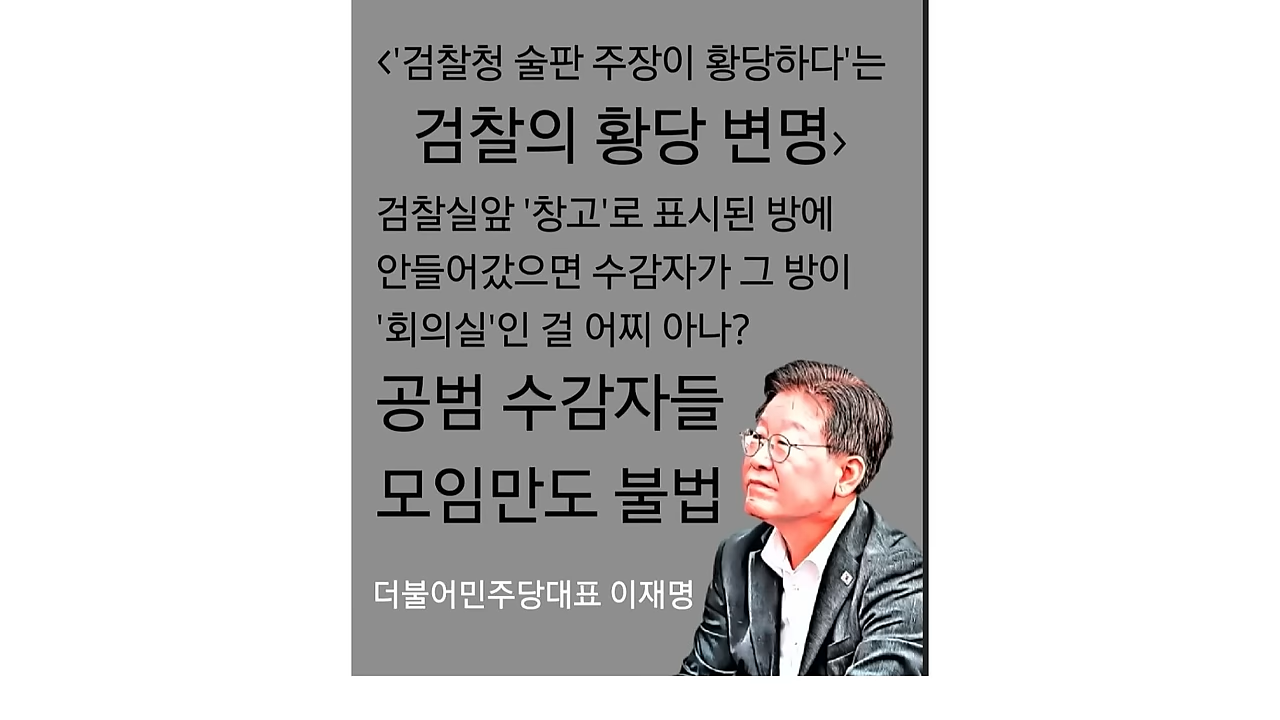 <'검찰청 술판 주장이 황당하다'는
검찰의 황당 변명>
검찰실앞 '창고'로 표시된 방에
안들어갔으면 수감자가 그 방이
'회의실'인 걸 어찌 아나?
공범 수감자들
모임만도 불법
더불어민주당대표 이재명